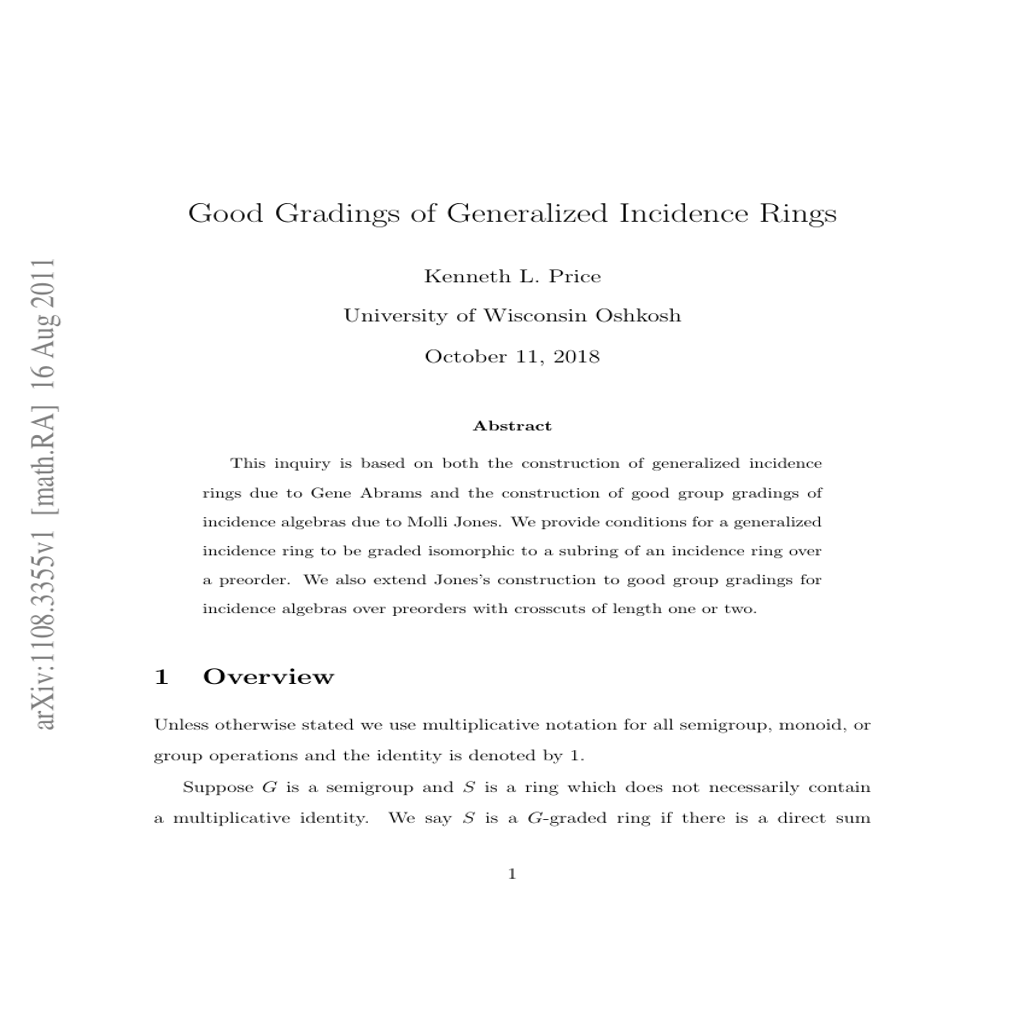 Good Gradings of Generalized Incidence Rings
Kenneth L. Price
University of Wisconsin Oshkosh
October 11, 2018
Abstract
This inquiry is based on both the construction of generalized incidence
rings due to Gene Abrams and the construction of good group gradings of
incidence algebras due to Molli Jones. We provide conditions for a generalized
incidence ring to be graded isomorphic to a subring of an incidence ring over
a preorder. We also extend Jones's construction to good group gradings for
incidence algebras over preorders with crosscuts of length one or two.
1 Overview
Unless otherwise stated we use multiplicative notation for all semigroup, monoid, or
group operations and the identity is denoted by 1.
Suppose G is a semigroup and S is a ring which does not necessarily contain
a multiplicative identity. We say S is a G-graded ring if there is a direct sum
1
arXiv:1108.3355v1 [math.RA] 16 Aug 2011